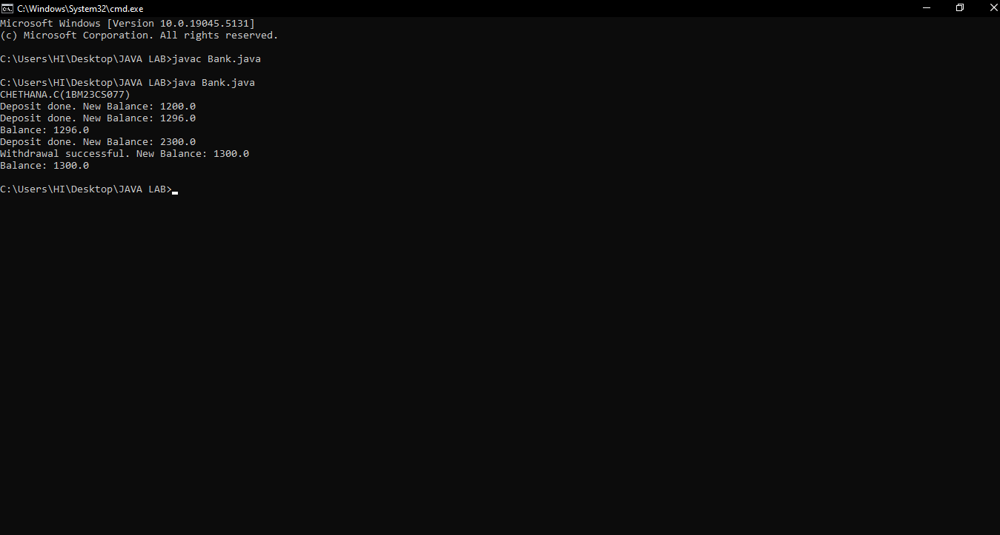 C:\Windows\System32\cmd.exe
Microsoft Windows [Version 10.0.19045.5131]
(c) Microsoft Corporation. All rights reserved.
C:\Users\HI\Desktop\JAVA LAB>javac Bank.java
C:\Users\HI\Desktop\JAVA LAB>java Bank.java
CHETHANA.C(1BM23CS077)
Deposit done. New Balance: 1200.0
Deposit done. New Balance: 1296.0
Balance: 1296.0
Deposit done. New Balance: 2300.0
Withdrawal successful. New Balance: 1300.0
Balance: 1300.0
C:\Users\HI\Desktop\JAVA LAB>